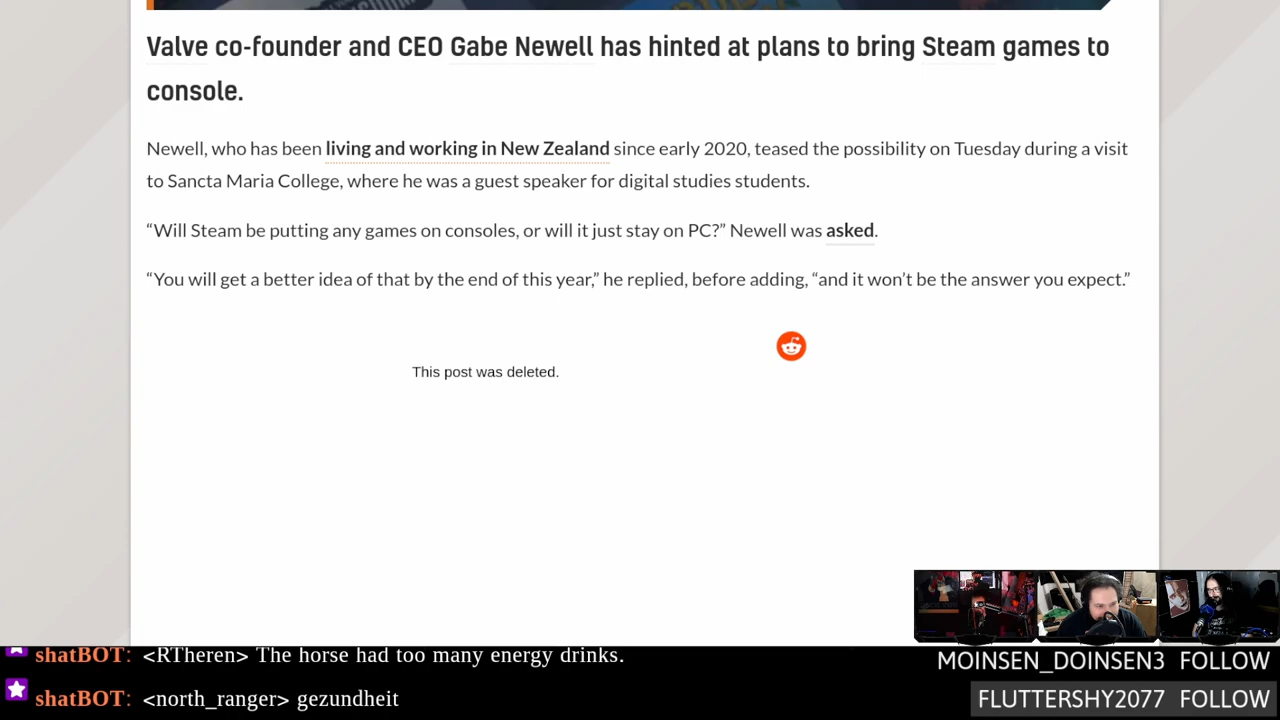 Valve co-founder and CEO Gabe Newell has hinted at plans to bring Steam games to
console.
Newell, who has been living and working in New Zealand since early 2020, teased the possibility on Tuesday during a visit
to Sancta Maria College, where he was a guest speaker for digital studies students.
“Will Steam be putting any games on consoles, or will it just stay on PC?” Newell was asked.
“You will get a better idea of that by the end of this year,” he replied, before adding, “and it won’t be the answer you expect.”
This post was deleted.
shatBOT: <RTheren> The horse had too many energy drinks.
shatBOT: <north_ranger> gezundheit
MOINSEN_DOINSEN3 FOLLOW
FLUTTERSHY2077 FOLLOW